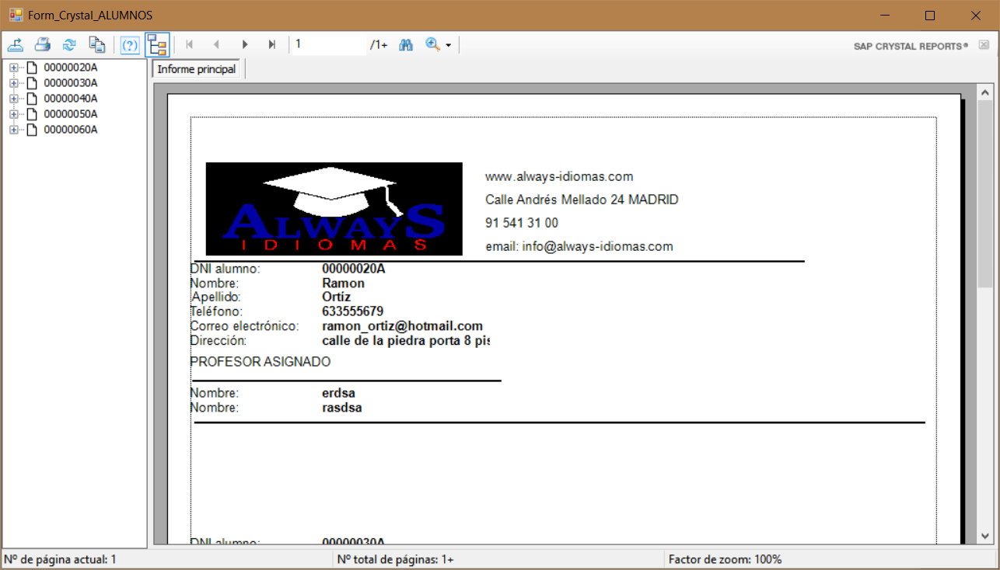 Form_Crystal_ALUMNOS
1 /1+
SAP CRYSTAL REPORTS®
00000020A
00000030A
00000040A
00000050A
00000060A
Informe principal
ALWAYS
IDIOMAS
www.always-idiomas.com
Calle Andrés Mellado 24 MADRID
91 541 31 00
email: info@always-idiomas.com
DNI alumno: 00000020A
Nombre: Ramon
Apellido: Ortíz
Teléfono: 633555679
Correo electrónico: ramon_ortiz@hotmail.com
Dirección: calle de la piedra porta 8 pis
PROFESOR ASIGNADO
Nombre: erdsa
Nombre: rasdsa
DNI alumno: 00000030A
Nº de página actual: 1 Nº total de páginas: 1+ Factor de zoom: 100%